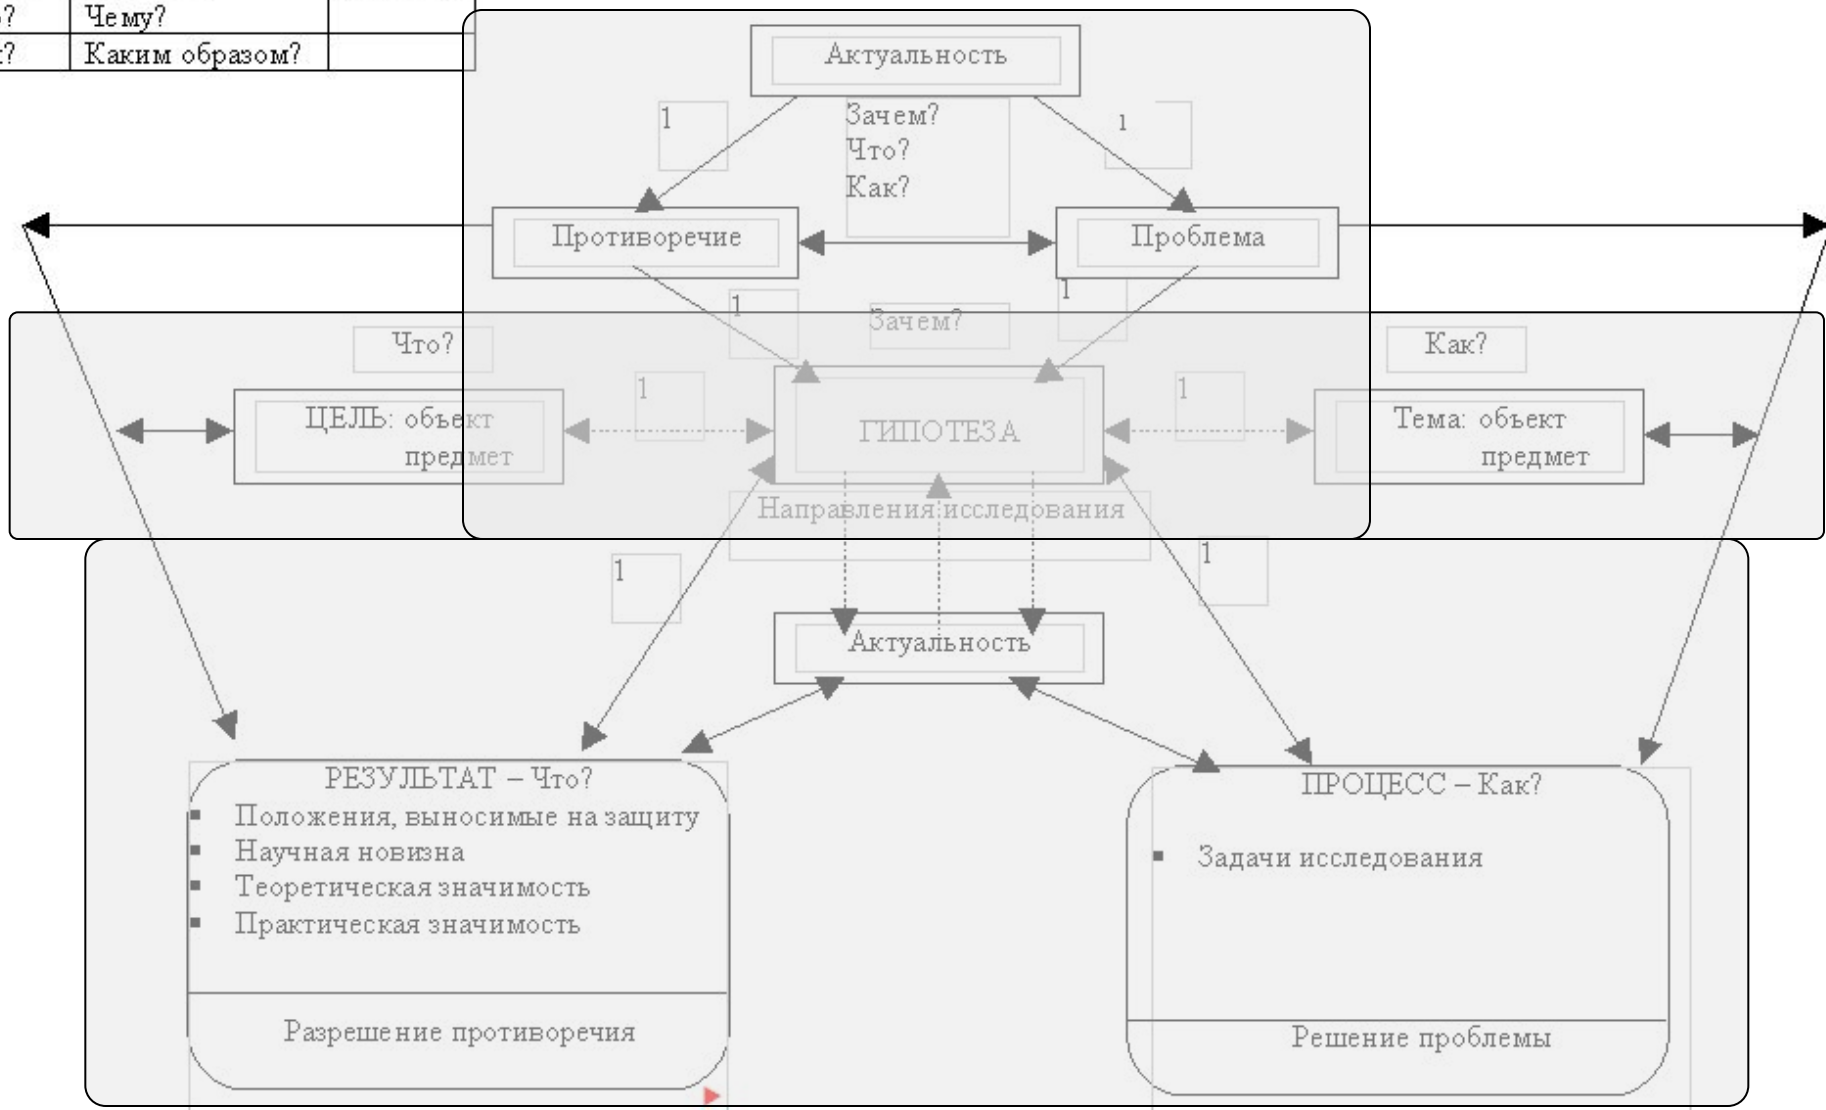 Чему?
Каким образом?
Актуальность
1
Зачем?
Что?
Как?
1
Противоречие
Проблема
1
Зачем?
1
Что?
Как?
1
1
ЦЕЛЬ: объект
предмет
ГИПОТЕЗА
Тема: объект
предмет
Направления исследования
1
1
Актуальность
РЕЗУЛЬТАТ – Что?
▪ Положения, выносимые на защиту
▪ Научная новизна
▪ Теоретическая значимость
▪ Практическая значимость
Разрешение противоречия
ПРОЦЕСС – Как?
▪ Задачи исследования
Решение проблемы